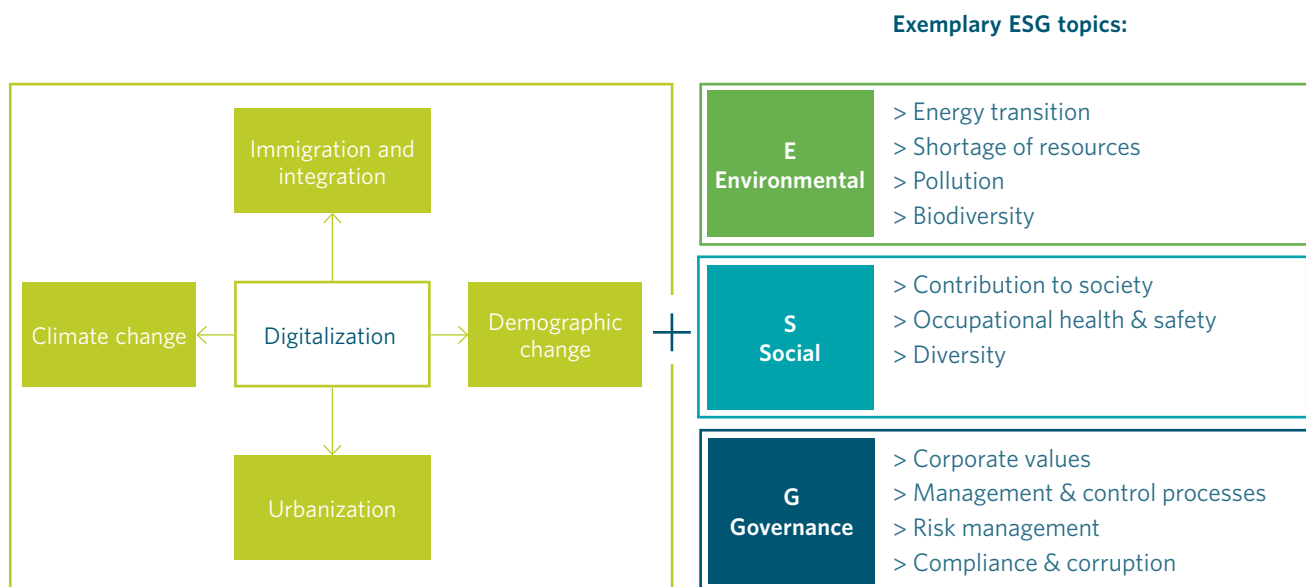 Exemplary ESG topics:
Immigration and
integration
Climate change
Digitalization
Demographic
change
Urbanization
E
Environmental
> Energy transition
> Shortage of resources
> Pollution
> Biodiversity
S
Social
> Contribution to society
> Occupational health & safety
> Diversity
G
Governance
> Corporate values
> Management & control processes
> Risk management
> Compliance & corruption